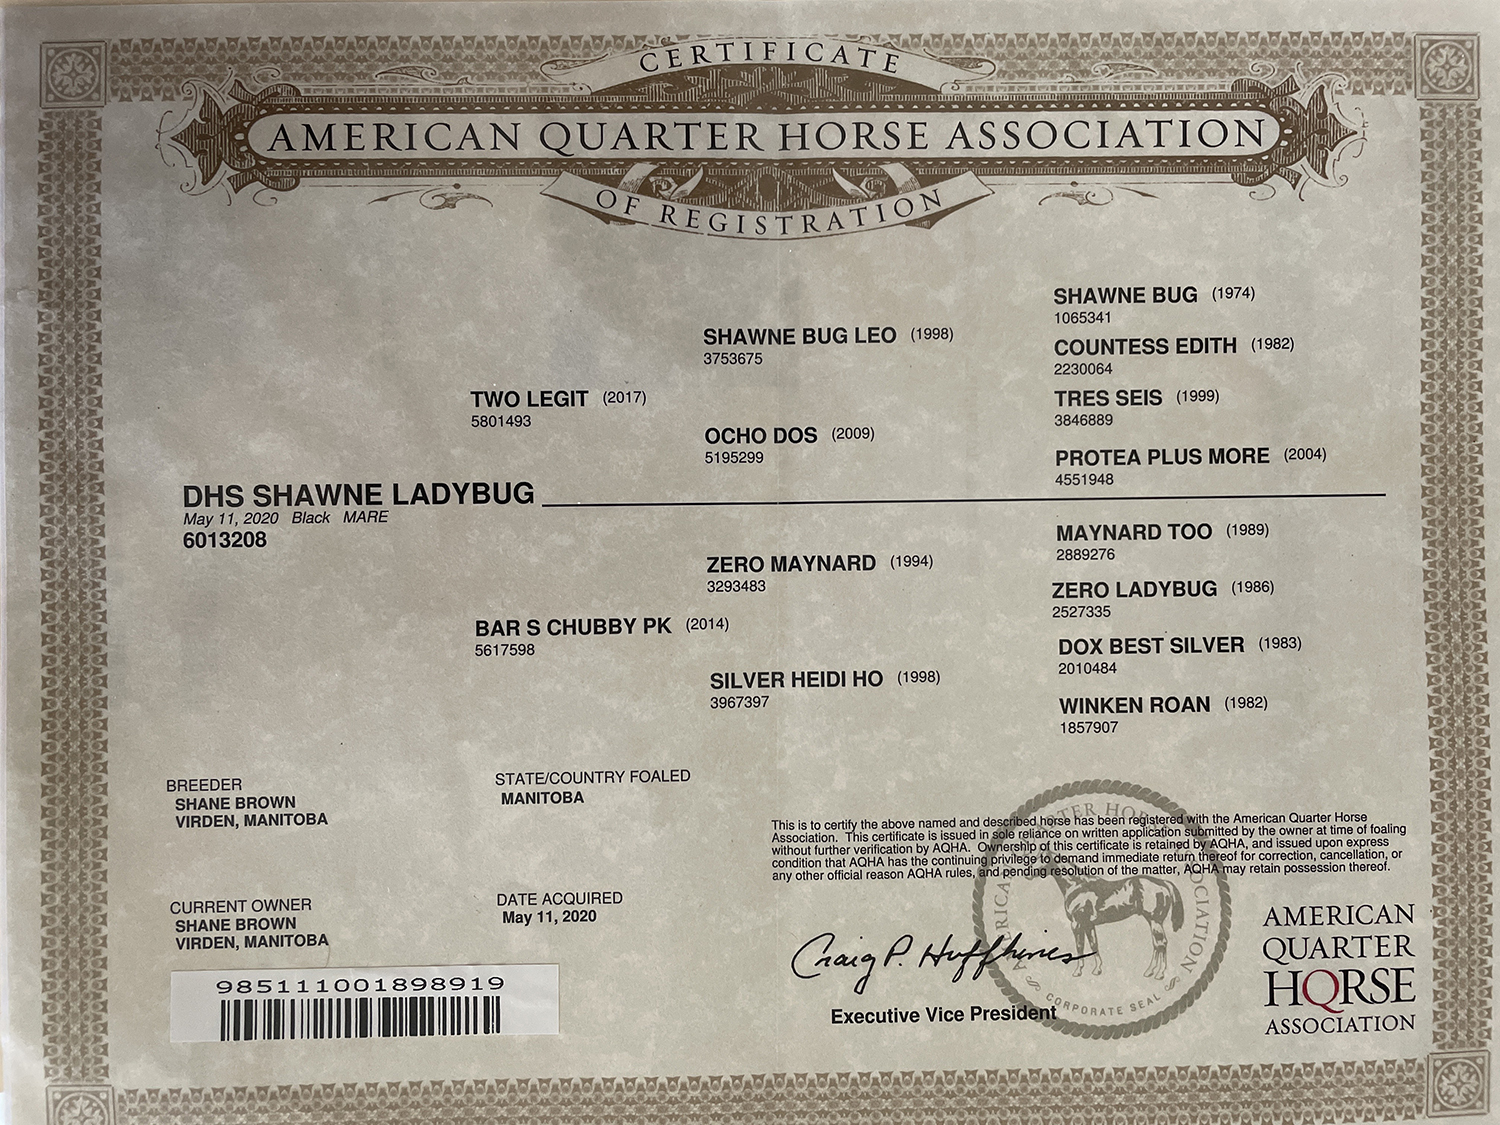 CERTIFICATE
AMERICAN QUARTER HORSE ASSOCIATION
OF REGISTRATION
SHAWNE BUG (1974)
1065341
SHAWNE BUG LEO (1998)
3753675
COUNTESS EDITH (1982)
2230064
TWO LEGIT (2017)
5801493
TRES SEIS (1999)
3846889
OCHO DOS (2009)
5195299
PROTEA PLUS MORE (2004)
4551948
DHS SHAWNE LADYBUG
May 11, 2020 Black MARE
6013208
MAYNARD TOO (1989)
2889276
ZERO MAYNARD (1994)
3293483
ZERO LADYBUG (1986)
2527335
BAR S CHUBBY PK (2014)
5617598
DOX BEST SILVER (1983)
2010484
SILVER HEIDI HO (1998)
3967397
WINKEN ROAN (1982)
1857907
BREEDER
SHANE BROWN
VIRDEN, MANITOBA
STATE/COUNTRY FOALED
MANITOBA
This is to certify the above named and described horse has been registered with the American Quarter Horse
Association. This certificate is issued in sole reliance on written application submitted by the owner at time of foaling
without further verification by AQHA. Ownership of this certificate is retained by AQHA, and issued upon express
condition that AQHA has the continuing privilege to demand immediate return thereof for correction, cancellation, or
any other official reason AQHA rules, and pending resolution of the matter, AQHA may retain possession thereof.
CURRENT OWNER
SHANE BROWN
VIRDEN, MANITOBA
DATE ACQUIRED
May 11, 2020
985111001898919
Craig P. Huffhines
Executive Vice President
CORPORATE SEAL
AMERICAN
QUARTER
HORSE
ASSOCIATION